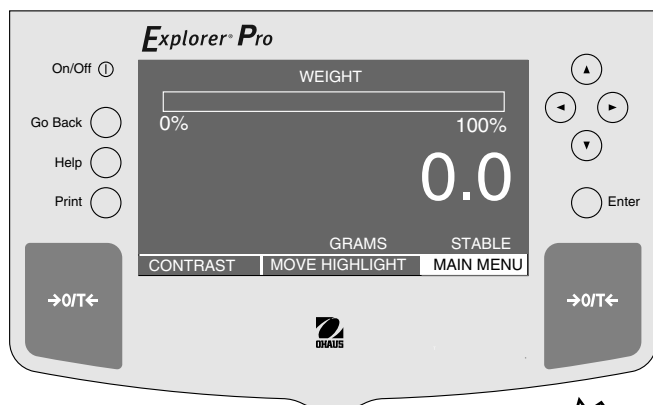 Explorer® Pro
On/Off
WEIGHT
0% 100%
Go Back
Help
0.0
Print
Enter
GRAMS STABLE
CONTRAST MOVE HIGHLIGHT MAIN MENU
→0/T← →0/T←
OHAUS